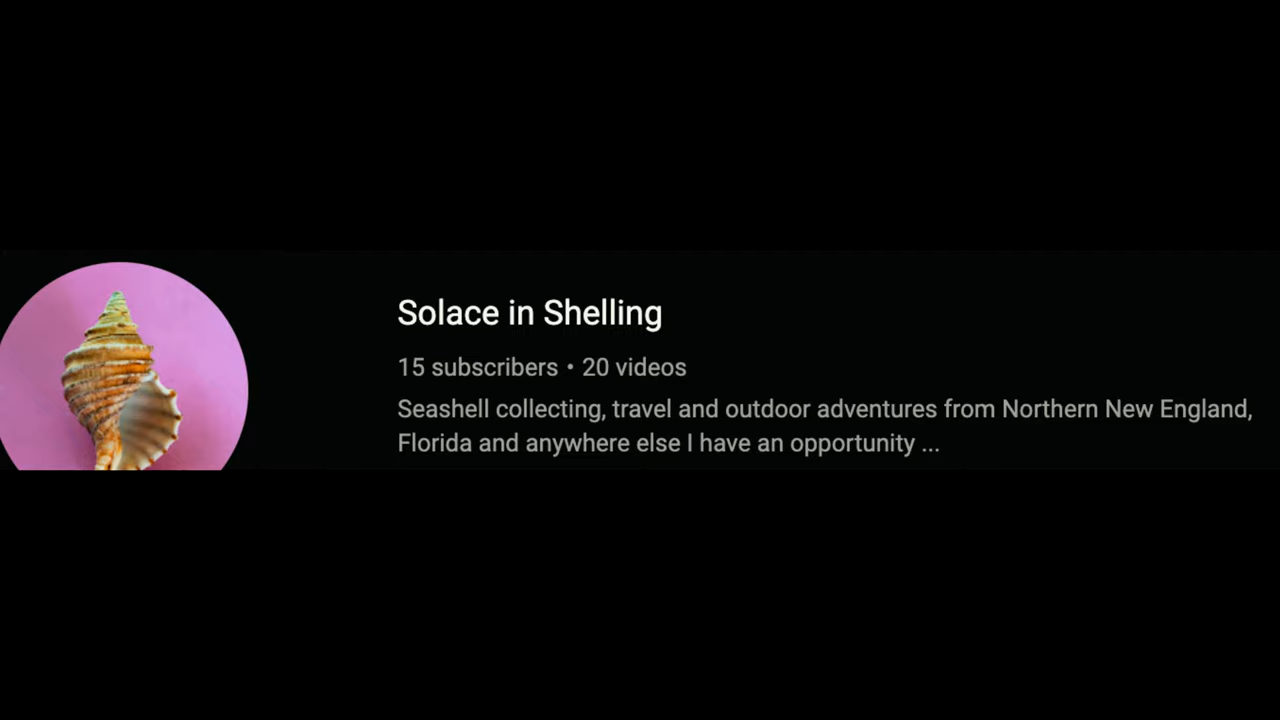 Solace in Shelling
15 subscribers • 20 videos
Seashell collecting, travel and outdoor adventures from Northern New England,
Florida and anywhere else I have an opportunity ...